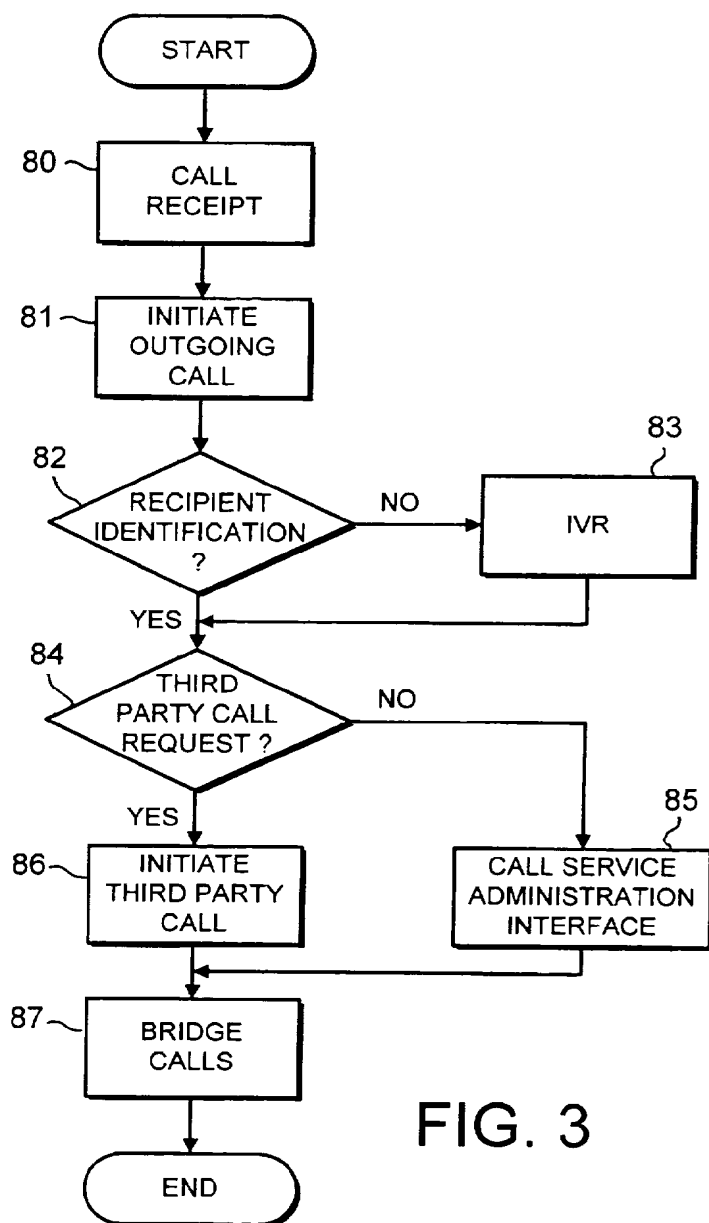 START
80
CALL
RECEIPT
81
INITIATE
OUTGOING
CALL
82
RECIPIENT
IDENTIFICATION
?
NO
83
IVR
YES
84
THIRD
PARTY CALL
REQUEST ?
NO
YES
85
CALL SERVICE
ADMINISTRATION
INTERFACE
86
INITIATE
THIRD PARTY
CALL
87
BRIDGE
CALLS
END
FIG. 3